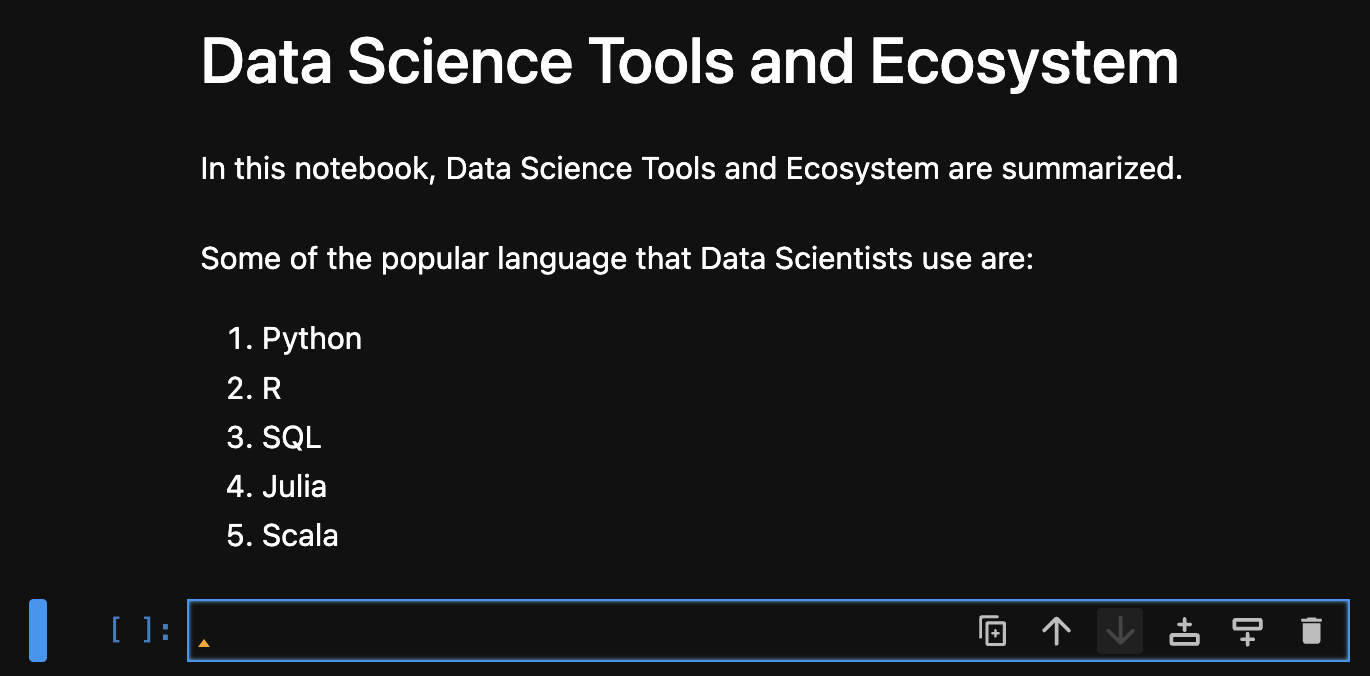 Data Science Tools and Ecosystem
In this notebook, Data Science Tools and Ecosystem are summarized.
Some of the popular language that Data Scientists use are:
1. Python
2. R
3. SQL
4. Julia
5. Scala
[ ]: